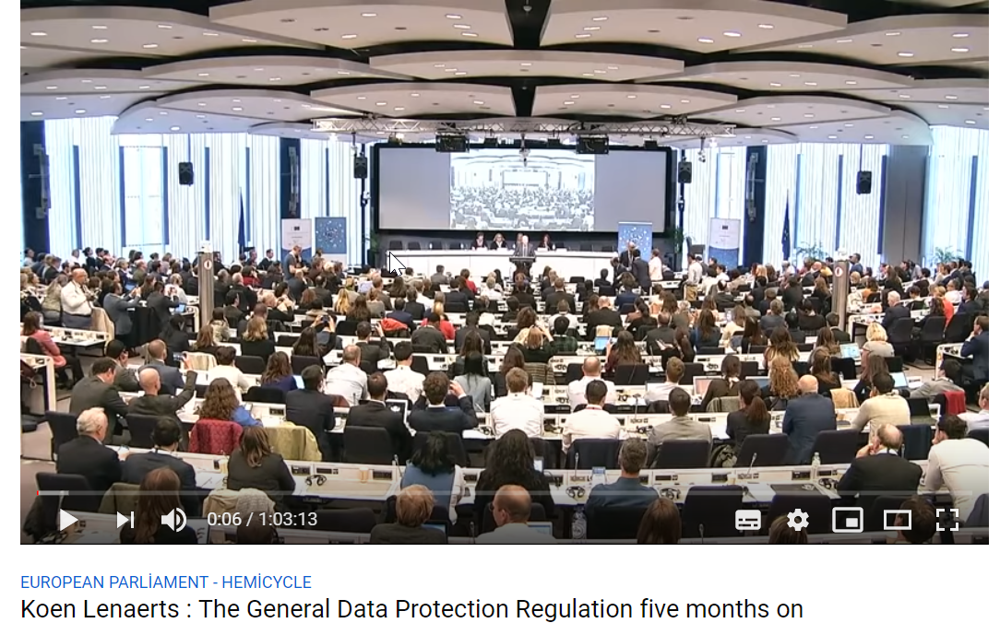 0:06 / 1:03:13
EUROPEAN PARLİAMENT - HEMİCYCLE
Koen Lenaerts : The General Data Protection Regulation five months on